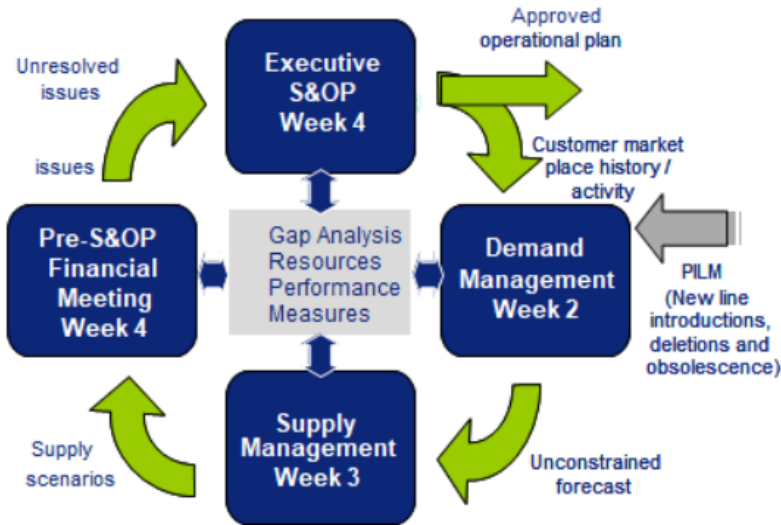 Approved
operational plan
Executive
S&OP
Week 4
Unresolved
issues
issues
Customer market
place history /
activity
Pre-S&OP
Financial
Meeting
Week 4
Gap Analysis
Resources
Performance
Measures
Demand
Management
Week 2
PILM
(New line
introductions,
deletions and
obsolescence)
Supply
Management
Week 3
Supply
scenarios
Unconstrained
forecast